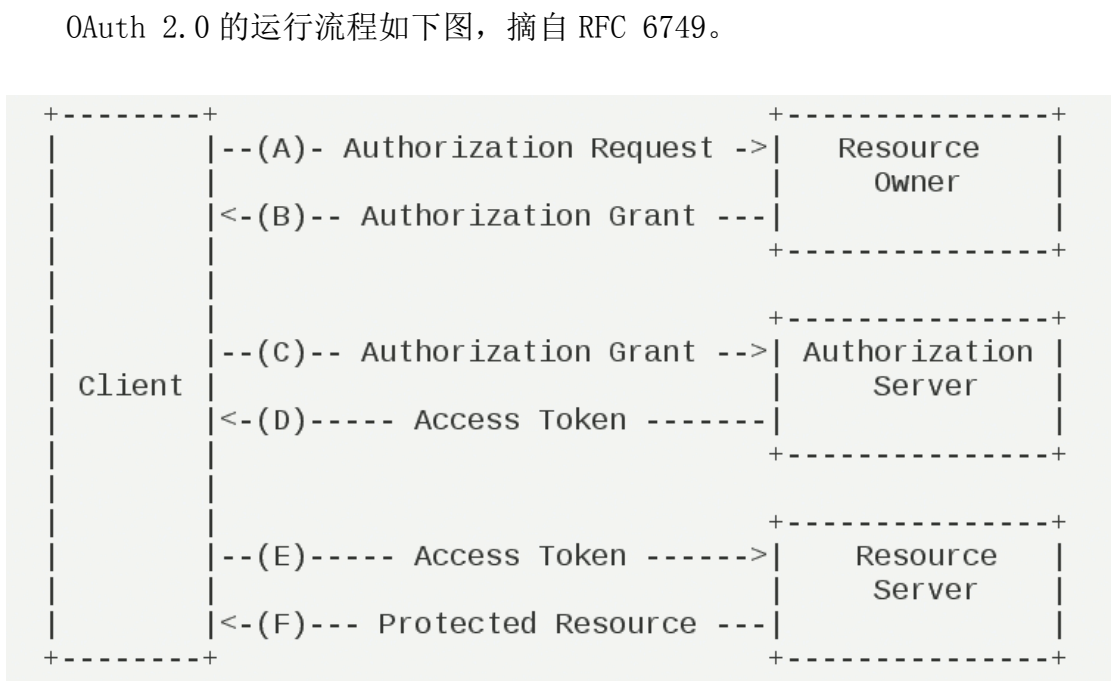 OAuth 2.0 的运行流程如下图，摘自 RFC 6749。
+--------+                               +---------------+
|        |--(A)- Authorization Request ->|   Resource    |
|        |                               |     Owner     |
|        |<-(B)-- Authorization Grant ---|               |
|        |                               +---------------+
|        |
|        |                               +---------------+
|        |--(C)-- Authorization Grant -->| Authorization |
| Client |                               |     Server    |
|        |<-(D)----- Access Token -------|               |
|        |                               +---------------+
|        |
|        |                               +---------------+
|        |--(E)----- Access Token ------>|    Resource   |
|        |                               |     Server    |
|        |<-(F)--- Protected Resource ---|               |
+--------+                               +---------------+